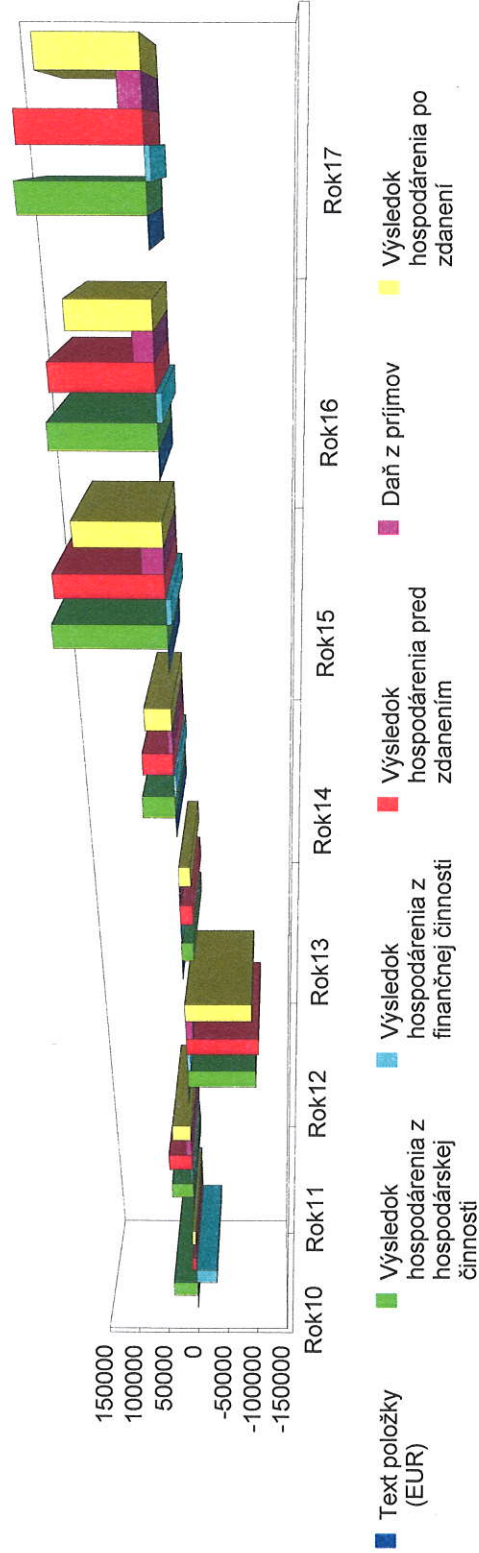 150000
100000
50000
0
-50000
-100000
-150000
Rok10
Rok11
Rok12
Rok13
Rok14
Rok15
Rok16
Rok17
Text položky
(EUR)
Výsledok
hospodárenia z
hospodárskej
činnosti
Výsledok
hospodárenia z
finančnej činnosti
Výsledok
hospodárenia pred
zdanením
Daň z príjmov
Výsledok
hospodárenia po
zdanení